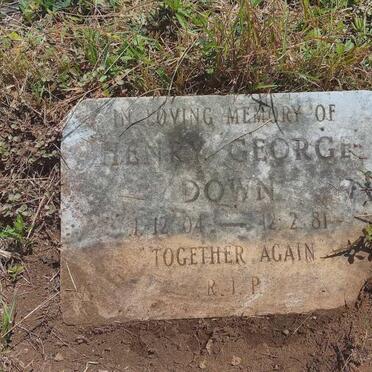 IN LOVING MEMORY OF
HENRY GEORGE
DOWN
1.12.04 — 12.2.81
"TOGETHER AGAIN
R.I.P